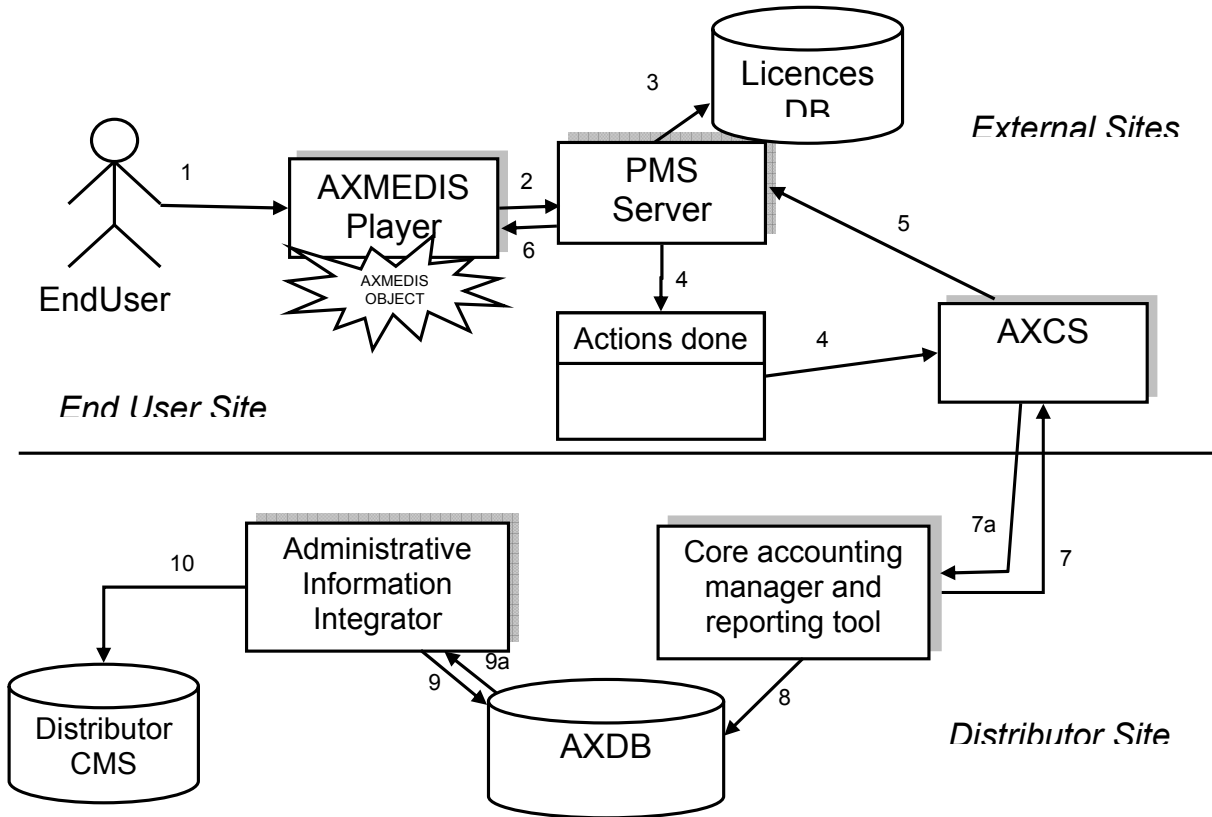 Licences
DB
3
External Sites
1
AXMEDIS
Player
2
6
PMS
Server
5
AXMEDIS
OBJECT
EndUser
4
Actions done
4
AXCS
End User Site
7a
7
10
Administrative
Information
Integrator
Core accounting
manager and
reporting tool
9a
9
8
Distributor
CMS
AXDB
Distributor Site